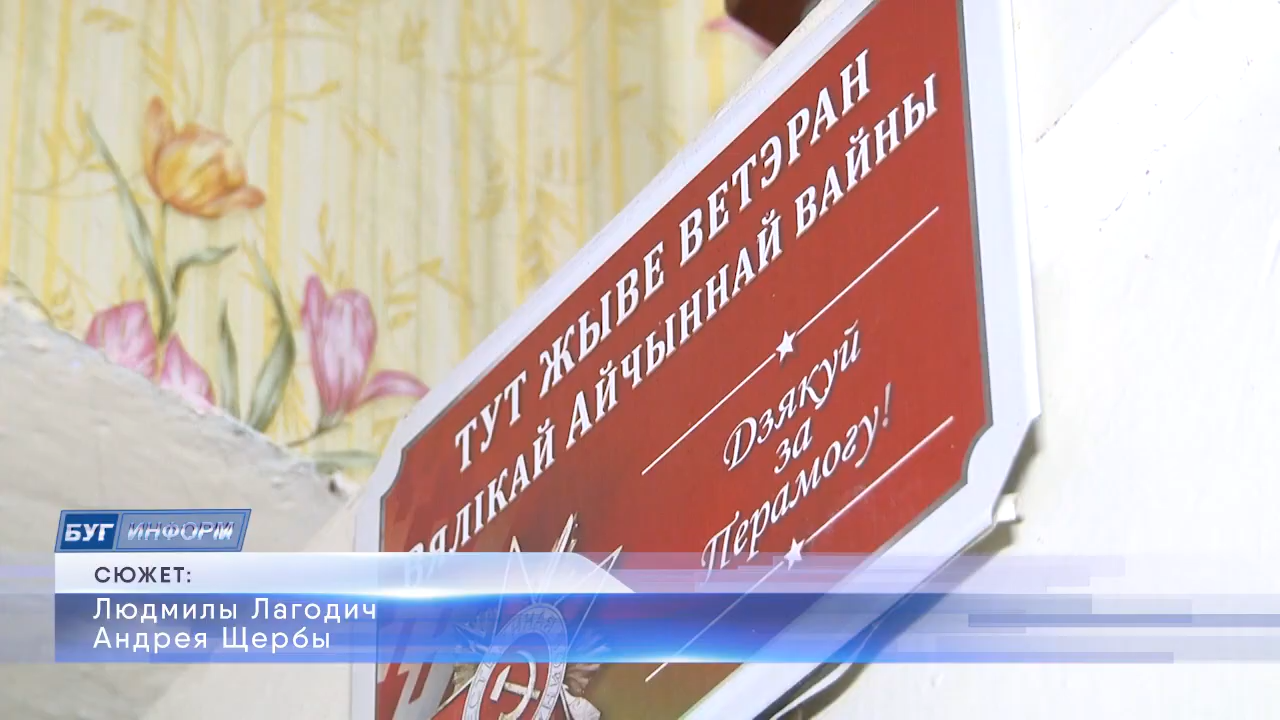 ТУТ ЖЫВЕ ВЕТЭРАН
ВЯЛІКАЙ АЙЧЫННАЙ ВАЙНЫ
Дзякуй
за
Перамогу!
БУГ ИНФОРМ
СЮЖЕТ:
Людмилы Лагодич
Андрея Щербы